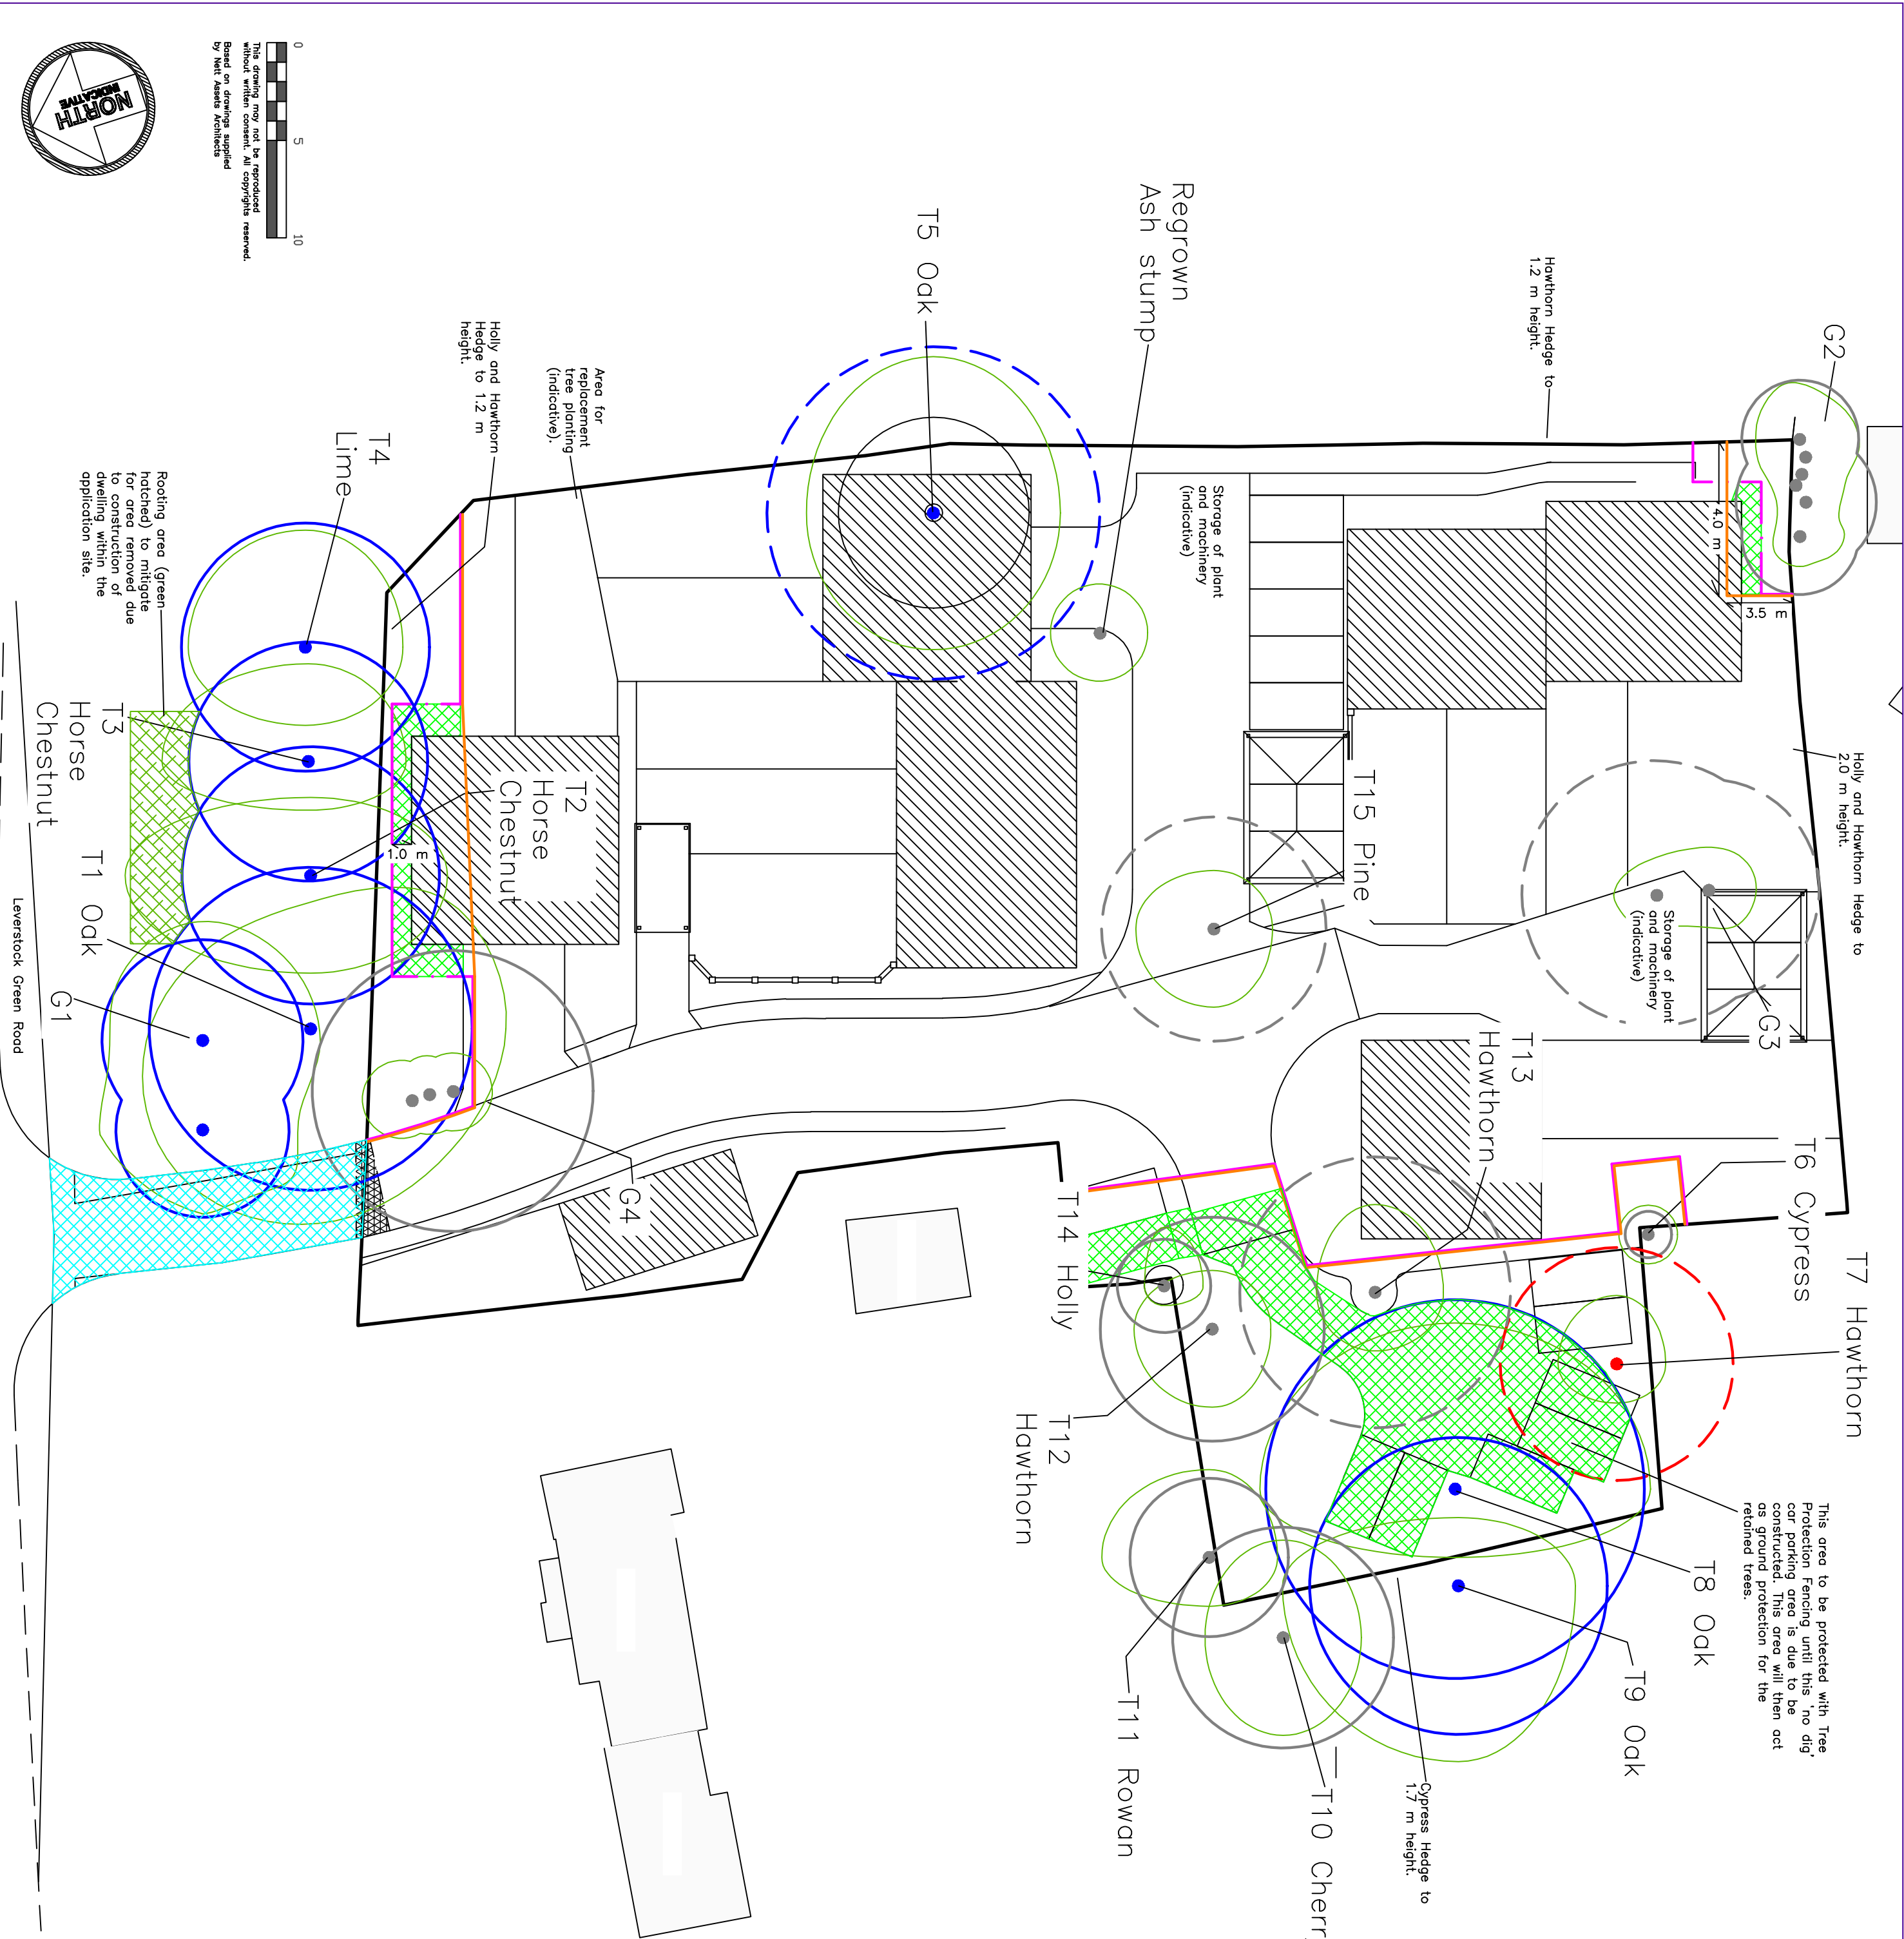 G2
Hawthorn Hedge to
1.2 m height.
Holly and Hawthorn Hedge to
2.0 m height.
4.0 m
3.5 m
Regrown
Ash stump
T5 Oak
Storage of plant
and machinery
(indicative)
Storage of plant
and machinery
(indicative)
G3
T15 Pine
T13
Hawthorn
T6 Cypress
T7 Hawthorn
This area to be protected with Tree
Protection Fencing until this 'no dig'
car parking area is due to be
constructed. This area will then act
as ground protection for the
retained trees.
T8 Oak
T9 Oak
Cypress Hedge to
1.7 m height.
T10 Cherr
T11 Rowan
T12
Hawthorn
T14 Holly
Area for
replacement
tree planting
(indicative).
Holly and Hawthorn
Hedge to 1.2 m
height.
T4
Lime
T2
Horse
Chestnut
1.0 m
G4
Rooting area (green
hatched) to mitigate
for area removed due
to construction of
dwelling within the
application site.
T3
Horse
Chestnut
T1 Oak
G1
Leverstock Green Road
0
5
10
This drawing may not be reproduced
without written consent. All copyrights reserved.
Based on drawings supplied
by Nett Assets Architects
NORTH
INDICATIVE